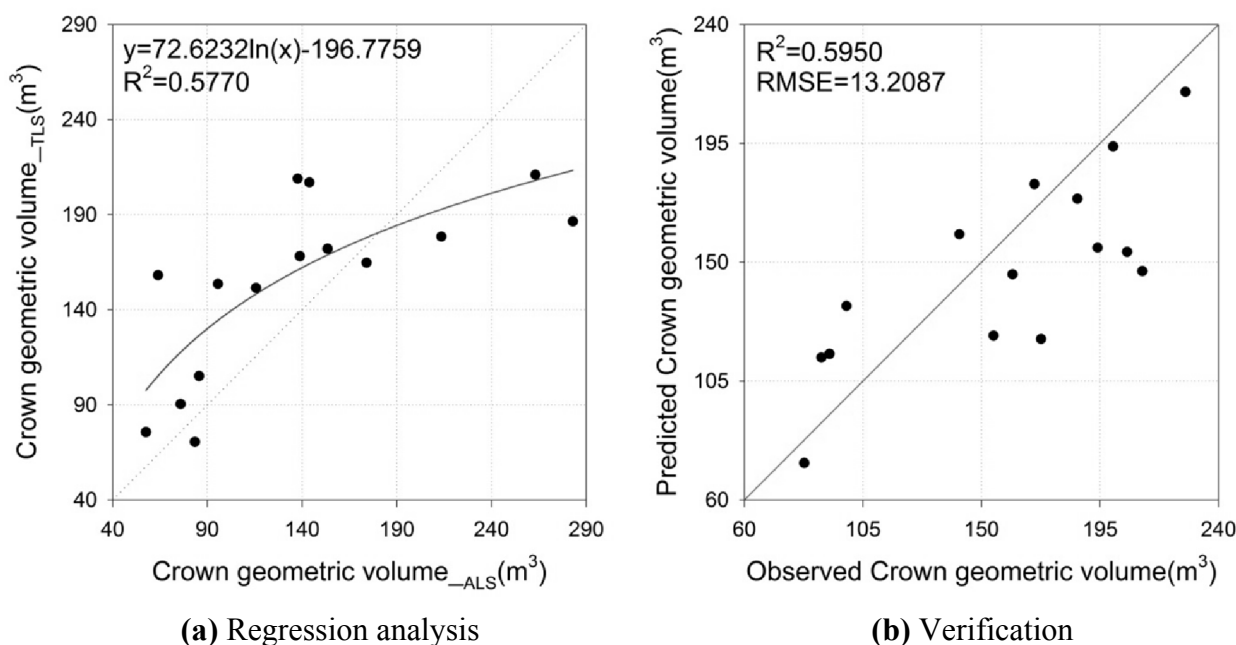 y=72.6232ln(x)-196.7759
R²=0.5770
290
240
190
140
90
40
40 90 140 190 240 290
Crown geometric volume_TLS(m³)
Crown geometric volume_ALS(m³)
(a) Regression analysis
R²=0.5950
RMSE=13.2087
240
195
150
105
60
60 105 150 195 240
Predicted Crown geometric volume(m³)
Observed Crown geometric volume(m³)
(b) Verification